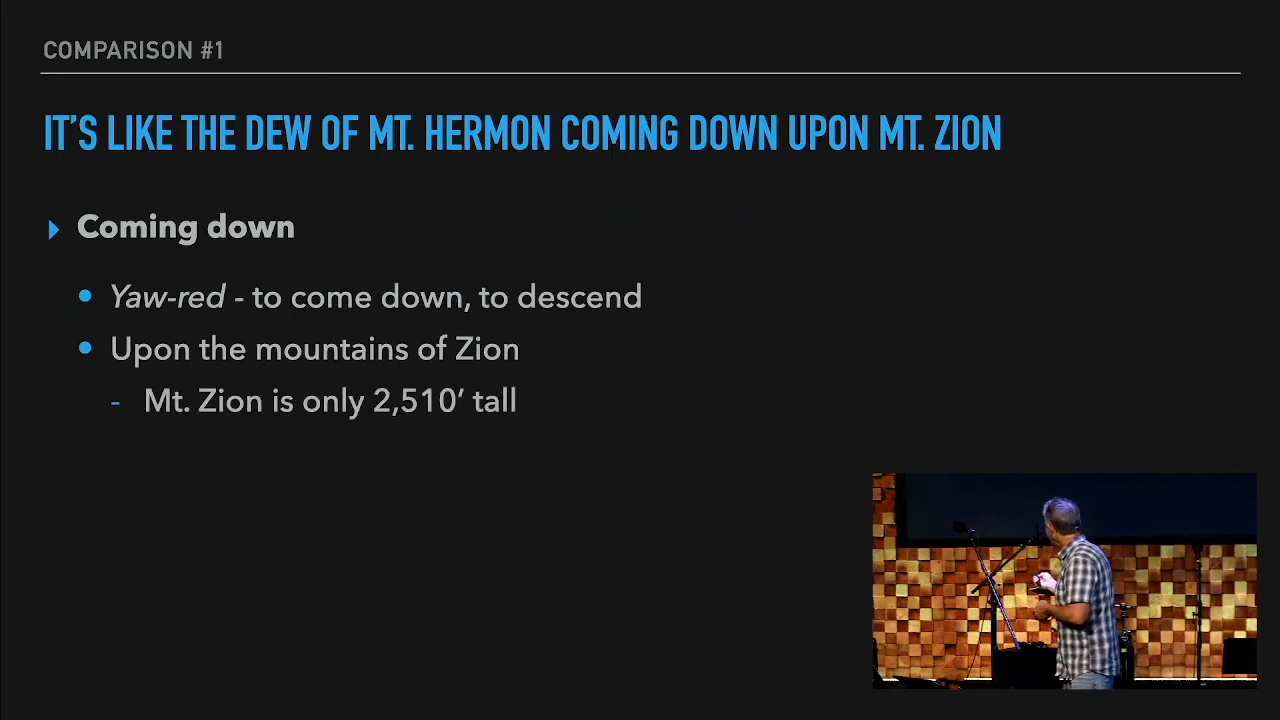 COMPARISON #1
IT'S LIKE THE DEW OF MT. HERMON COMING DOWN UPON MT. ZION
Coming down
Yaw-red - to come down, to descend
Upon the mountains of Zion
- Mt. Zion is only 2,510′ tall